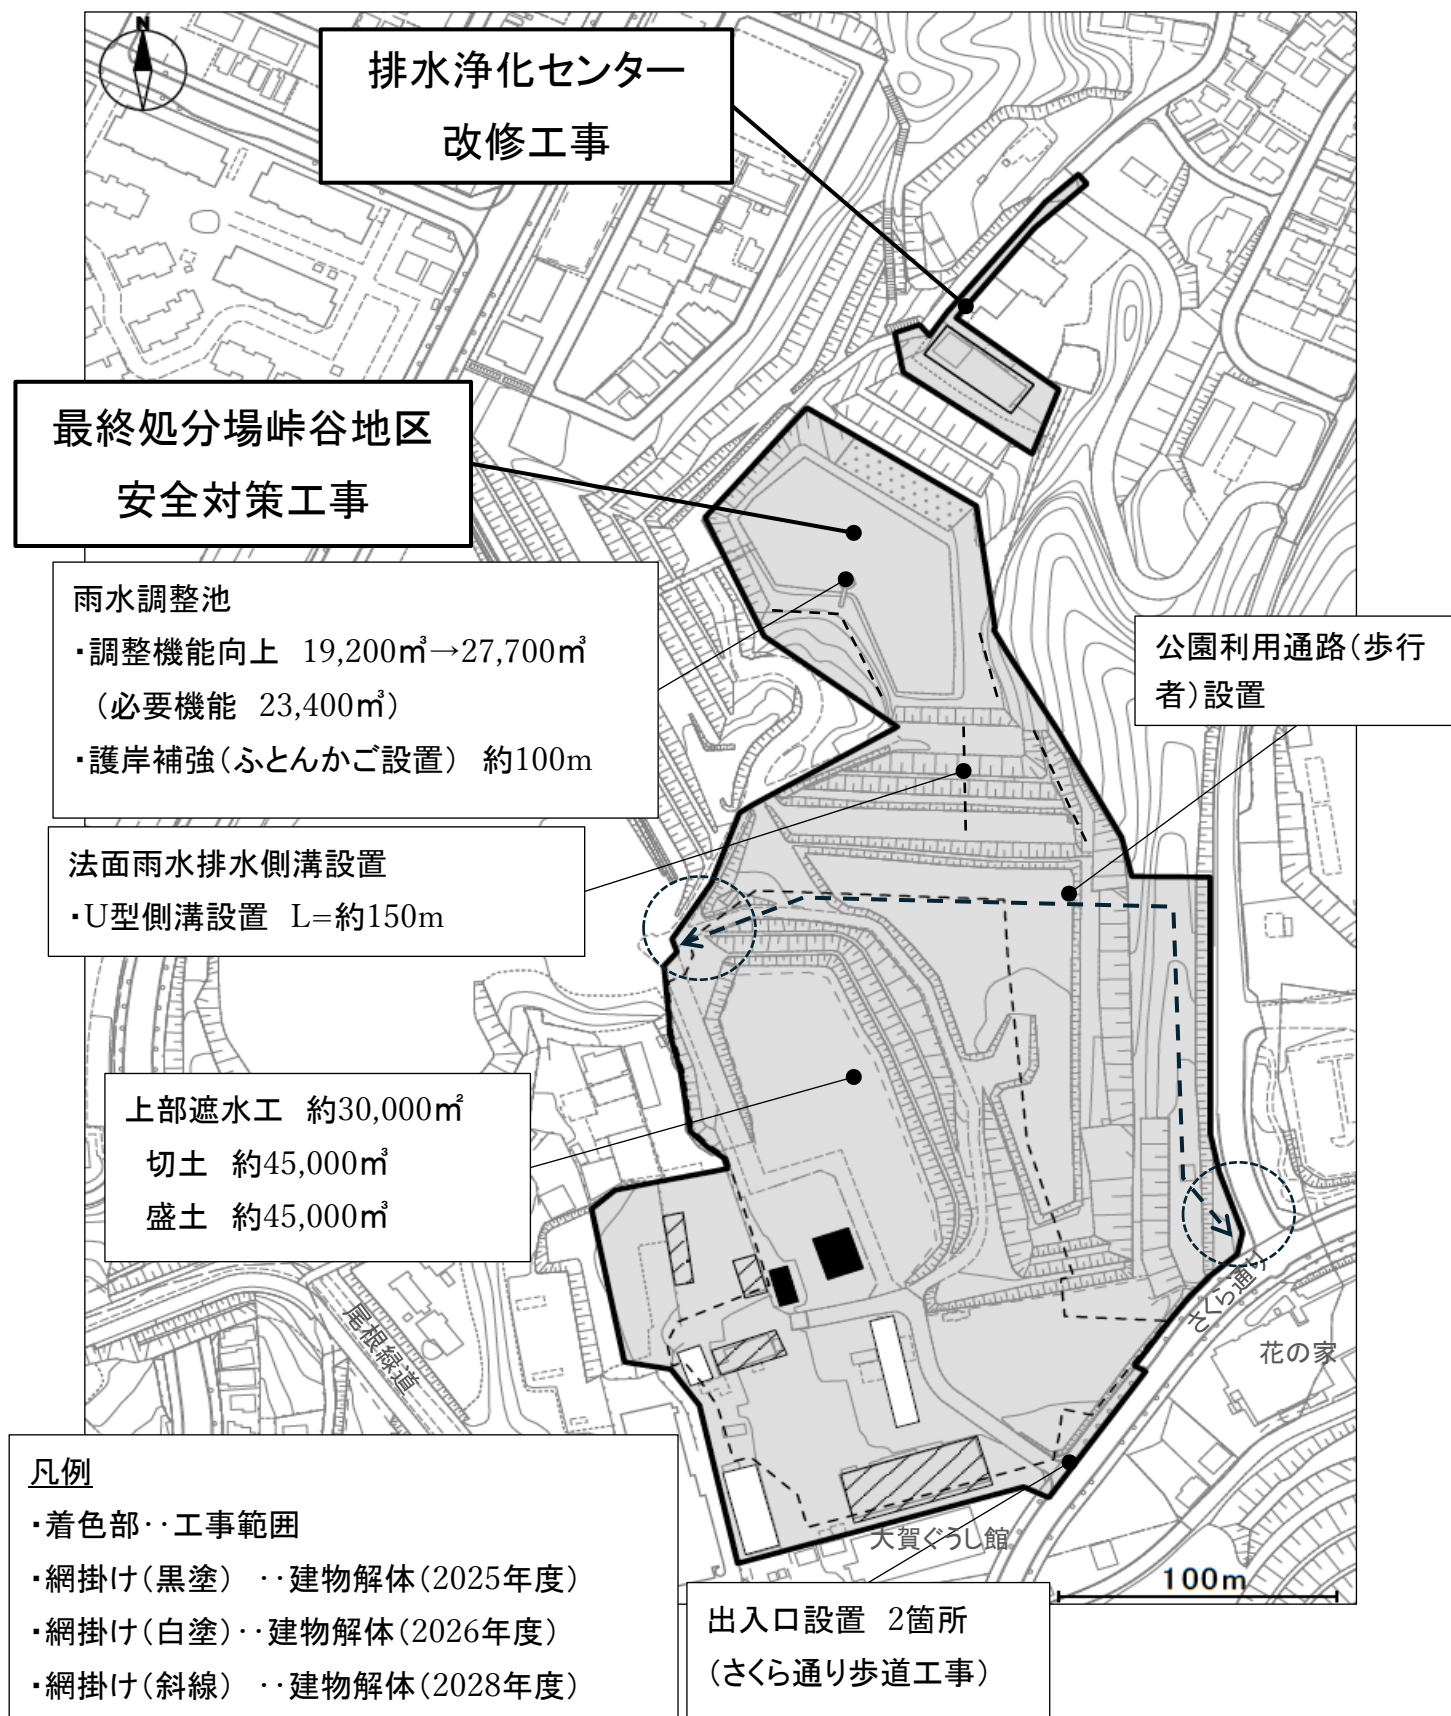 N
排水浄化センター
改修工事
最終処分場峠谷地区
安全対策工事
雨水調整池
・調整機能向上　19,200㎥→27,700㎥
（必要機能　23,400㎥）
・護岸補強（ふとんかご設置）　約100m
公園利用通路（歩行
者）設置
法面雨水排水側溝設置
・U型側溝設置　L=約150m
上部遮水工　約30,000㎡
切土　約45,000㎥
盛土　約45,000㎥
さくら通り
花の家
尾根緑道
大賀ぐうし館
凡例
・着色部‥工事範囲
・網掛け（黒塗）　‥建物解体（2025年度）
・網掛け（白塗）‥建物解体（2026年度）
・網掛け（斜線）　‥建物解体（2028年度）
100m
出入口設置　2箇所
（さくら通り歩道工事）